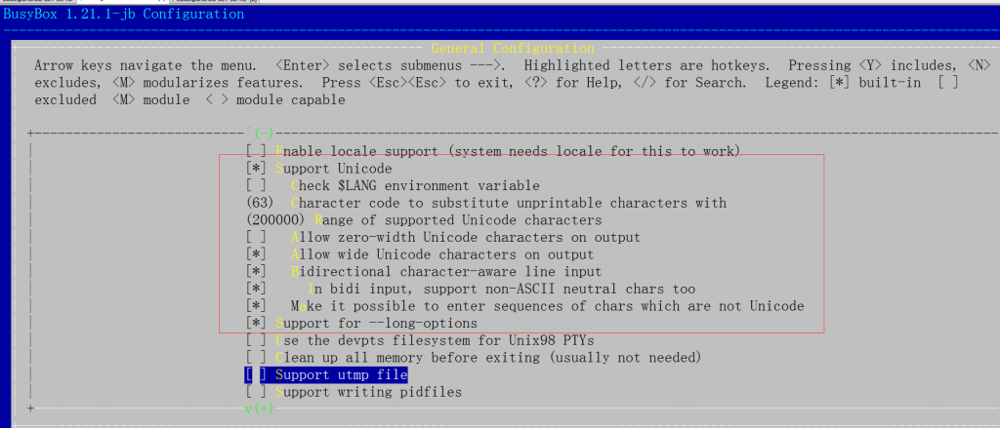 BusyBox 1.21.1-jb Configuration
General Configuration
Arrow keys navigate the menu. <Enter> selects submenus --->. Highlighted letters are hotkeys. Pressing <Y> includes, <N>
excludes, <M> modularizes features. Press <Esc><Esc> to exit, <?> for Help, </> for Search. Legend: [*] built-in [ ]
excluded <M> module < > module capable
^(-)
[ ] Enable locale support (system needs locale for this to work)
[*] Support Unicode
[ ] Check $LANG environment variable
(63) Character code to substitute unprintable characters with
(200000) Range of supported Unicode characters
[ ] Allow zero-width Unicode characters on output
[*] Allow wide Unicode characters on output
[*] Bidirectional character-aware line input
[*] In bidi input, support non-ASCII neutral chars too
[*] Make it possible to enter sequences of chars which are not Unicode
[*] Support for --long-options
[ ] Use the devpts filesystem for Unix98 PTYs
[ ] Clean up all memory before exiting (usually not needed)
[ ] Support utmp file
[ ] Support writing pidfiles
v(+)